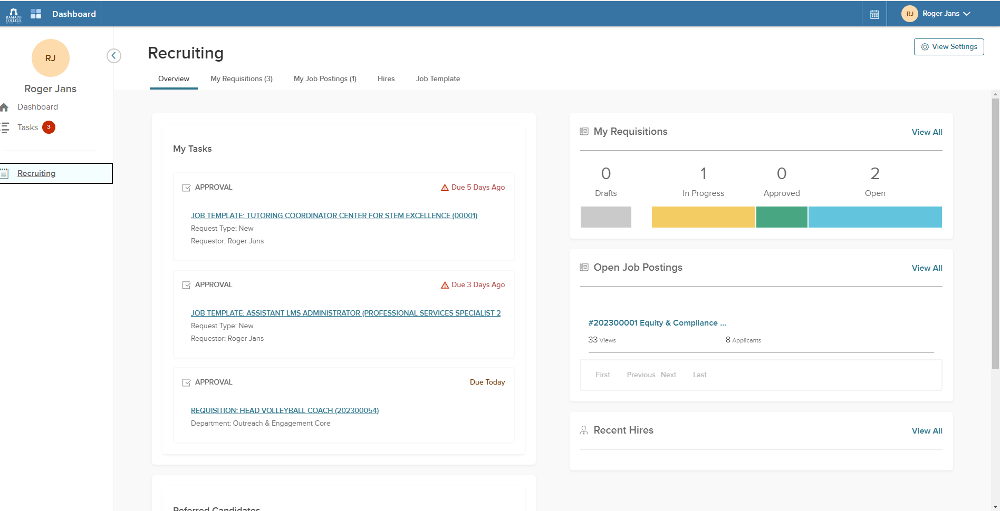 RAMAPO
COLLEGE
Dashboard
RJ
Roger Jans
RJ
Roger Jans
Dashboard
Tasks
3
Recruiting
Recruiting
View Settings
Overview
My Requisitions (3)
My Job Postings (1)
Hires
Job Template
My Tasks
APPROVAL
Due 5 Days Ago
JOB TEMPLATE: TUTORING COORDINATOR CENTER FOR STEM EXCELLENCE (00001)
Request Type: New
Requestor: Roger Jans
APPROVAL
Due 3 Days Ago
JOB TEMPLATE: ASSISTANT LMS ADMINISTRATOR (PROFESSIONAL SERVICES SPECIALIST 2
Request Type: New
Requestor: Roger Jans
APPROVAL
Due Today
REQUISITION: HEAD VOLLEYBALL COACH (202300054)
Department: Outreach & Engagement Core
Referred Candidates
My Requisitions
View All
0
1
0
2
Drafts
In Progress
Approved
Open
Open Job Postings
View All
#202300001 Equity & Compliance ...
33 Views
8 Applicants
First
Previous
Next
Last
Recent Hires
View All